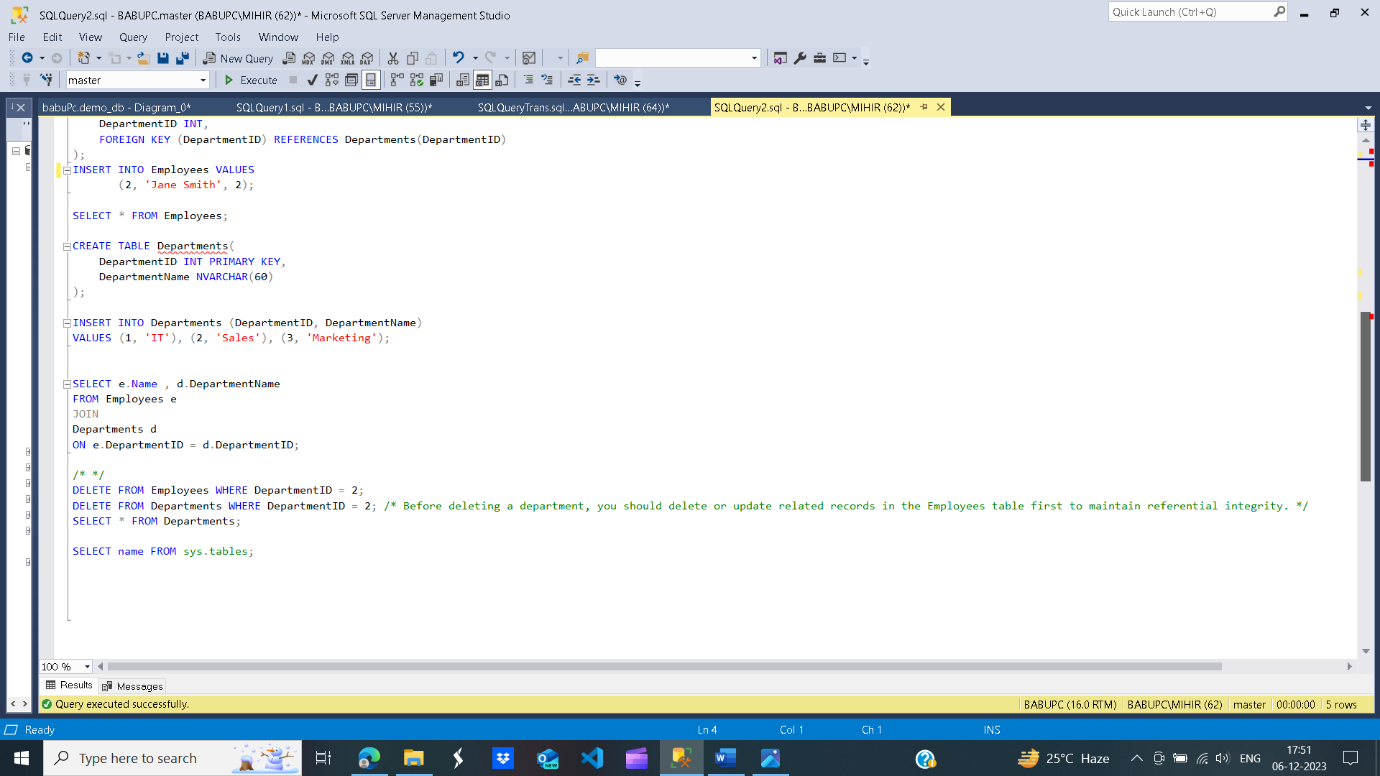 SQLQuery2.sql - BABUPC.master (BABUPC\MIHIR (62))* - Microsoft SQL Server Management Studio
Quick Launch (Ctrl+Q)
File Edit View Query Project Tools Window Help
New Query
MDX DMX XMLA DAX
master
Execute
babuPc.demo_db - Diagram_0*
SQLQuery1.sql - B...BABUPC\MIHIR (55))*
SQLQueryTrans.sql...ABUPC\MIHIR (64))*
SQLQuery2.sql - B...BABUPC\MIHIR (62))*
DepartmentID INT,
FOREIGN KEY (DepartmentID) REFERENCES Departments(DepartmentID)
);
INSERT INTO Employees VALUES
(2, 'Jane Smith', 2);
SELECT * FROM Employees;
CREATE TABLE Departments(
DepartmentID INT PRIMARY KEY,
DepartmentName NVARCHAR(60)
);
INSERT INTO Departments (DepartmentID, DepartmentName)
VALUES (1, 'IT'), (2, 'Sales'), (3, 'Marketing');
SELECT e.Name , d.DepartmentName
FROM Employees e
JOIN
Departments d
ON e.DepartmentID = d.DepartmentID;
/* */
DELETE FROM Employees WHERE DepartmentID = 2;
DELETE FROM Departments WHERE DepartmentID = 2; /* Before deleting a department, you should delete or update related records in the Employees table first to maintain referential integrity. */
SELECT * FROM Departments;
SELECT name FROM sys.tables;
100 %
Results Messages
Query executed successfully.
BABUPC (16.0 RTM) BABUPC\MIHIR (62) master 00:00:00 5 rows
Ready Ln 4 Col 1 Ch 1 INS
Type here to search
NEW
25°C Haze
ENG
17:51
06-12-2023